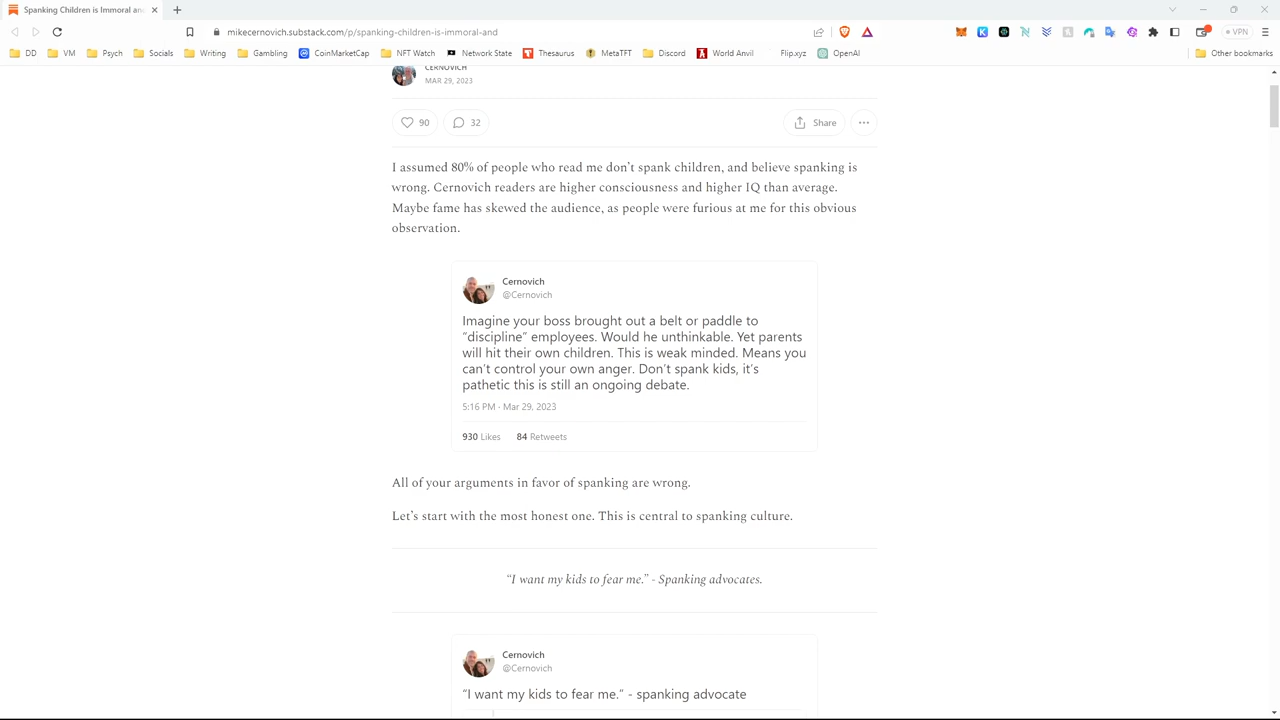 Spanking Children is Immoral an
mikecernovich.substack.com/p/spanking-children-is-immoral-and
VPN
DD
VM
Psych
Socials
Writing
Gambling
CoinMarketCap
NFT Watch
Network State
Thesaurus
MetaTFT
Discord
World Anvil
Flip.xyz
OpenAI
Other bookmarks
CERNOVICH
MAR 29, 2023
90
32
Share
I assumed 80% of people who read me don’t spank children, and believe spanking is
wrong. Cernovich readers are higher consciousness and higher IQ than average.
Maybe fame has skewed the audience, as people were furious at me for this obvious
observation.
Cernovich
@Cernovich
Imagine your boss brought out a belt or paddle to
“discipline” employees. Would he unthinkable. Yet parents
will hit their own children. This is weak minded. Means you
can’t control your own anger. Don’t spank kids, it’s
pathetic this is still an ongoing debate.
5:16 PM · Mar 29, 2023
930 Likes 84 Retweets
All of your arguments in favor of spanking are wrong.
Let’s start with the most honest one. This is central to spanking culture.
“I want my kids to fear me.” - Spanking advocates.
Cernovich
@Cernovich
“I want my kids to fear me.” - spanking advocate